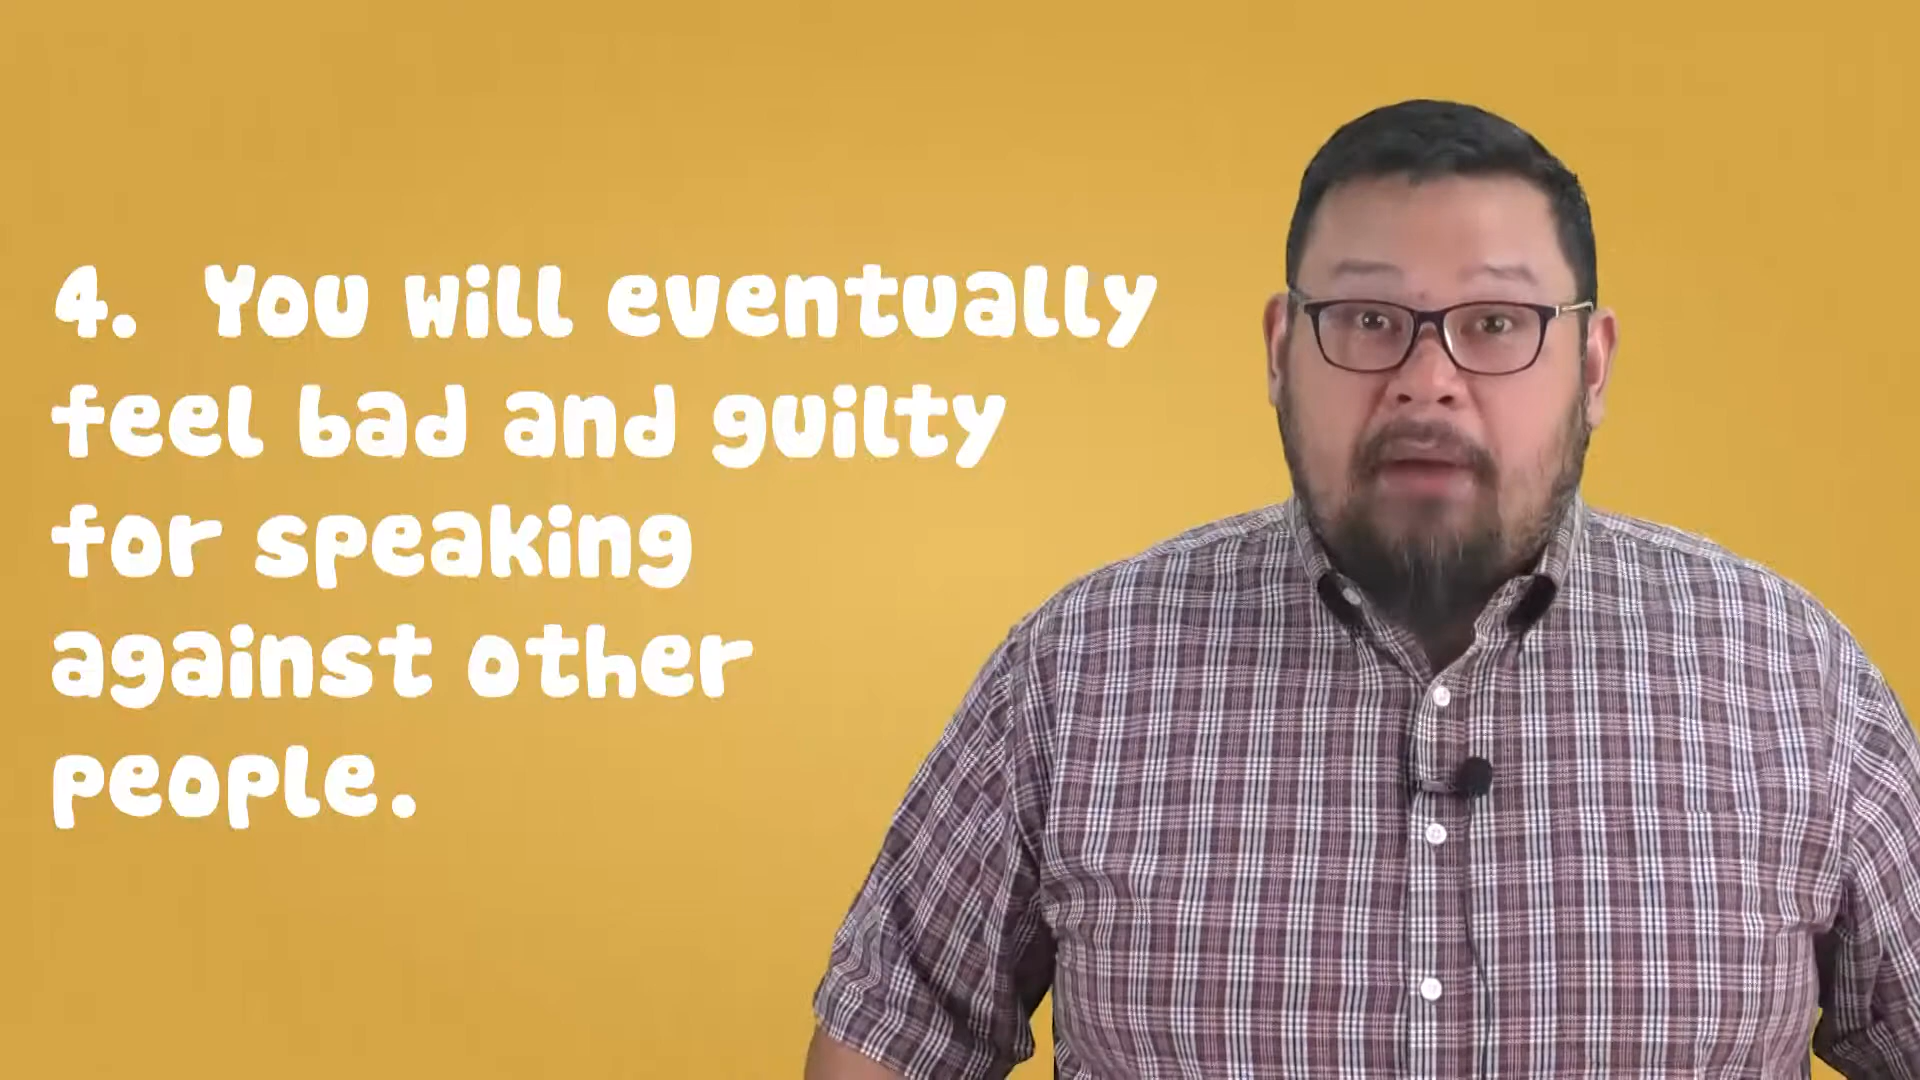 4. You will eventually
feel bad and guilty
for speaking
against other
people.